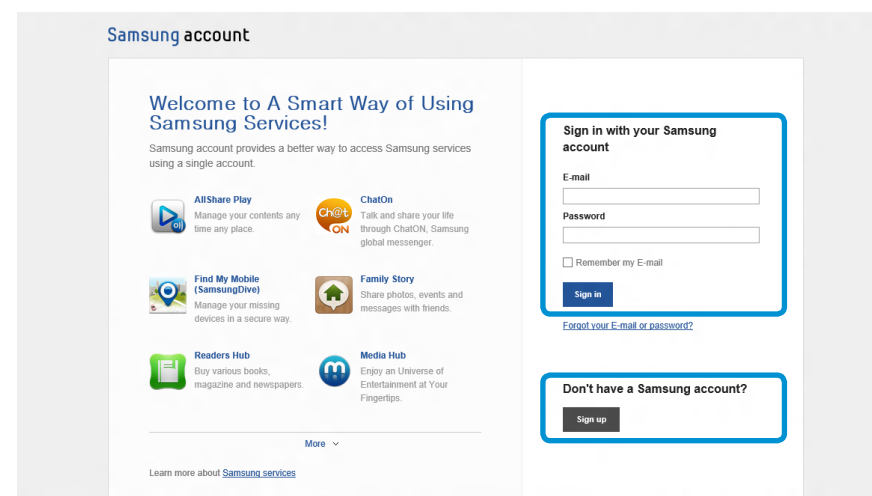 Samsung account
Welcome to A Smart Way of Using
Samsung Services!
Samsung account provides a better way to access Samsung services
using a single account.
AllShare Play
Manage your contents any
time any place.
Ch@t
ON
ChatOn
Talk and share your life
through ChatON, Samsung
global messenger.
Find My Mobile
(SamsungDive)
Manage your missing
devices in a secure way.
Family Story
Share photos, events and
messages with friends.
Readers Hub
Buy various books,
magazine and newspapers.
m
Media Hub
Enjoy an Universe of
Entertainment at Your
Fingertips.
More
Learn more about Samsung services
Sign in with your Samsung
account
E-mail
Password
Remember my E-mail
Sign in
Forgot your E-mail or password?
Don't have a Samsung account?
Sign up